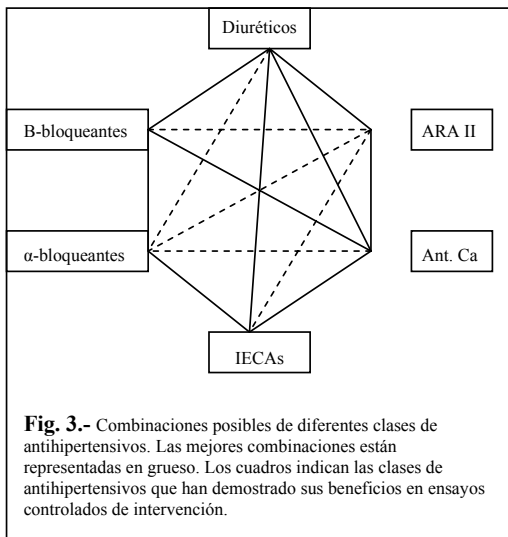 Diuréticos
B-bloqueantes
ARA II
α-bloqueantes
Ant. Ca
IECAs
Fig. 3.- Combinaciones posibles de diferentes clases de
antihipertensivos. Las mejores combinaciones están
representadas en grueso. Los cuadros indican las clases de
antihipertensivos que han demostrado sus beneficios en ensayos
controlados de intervención.